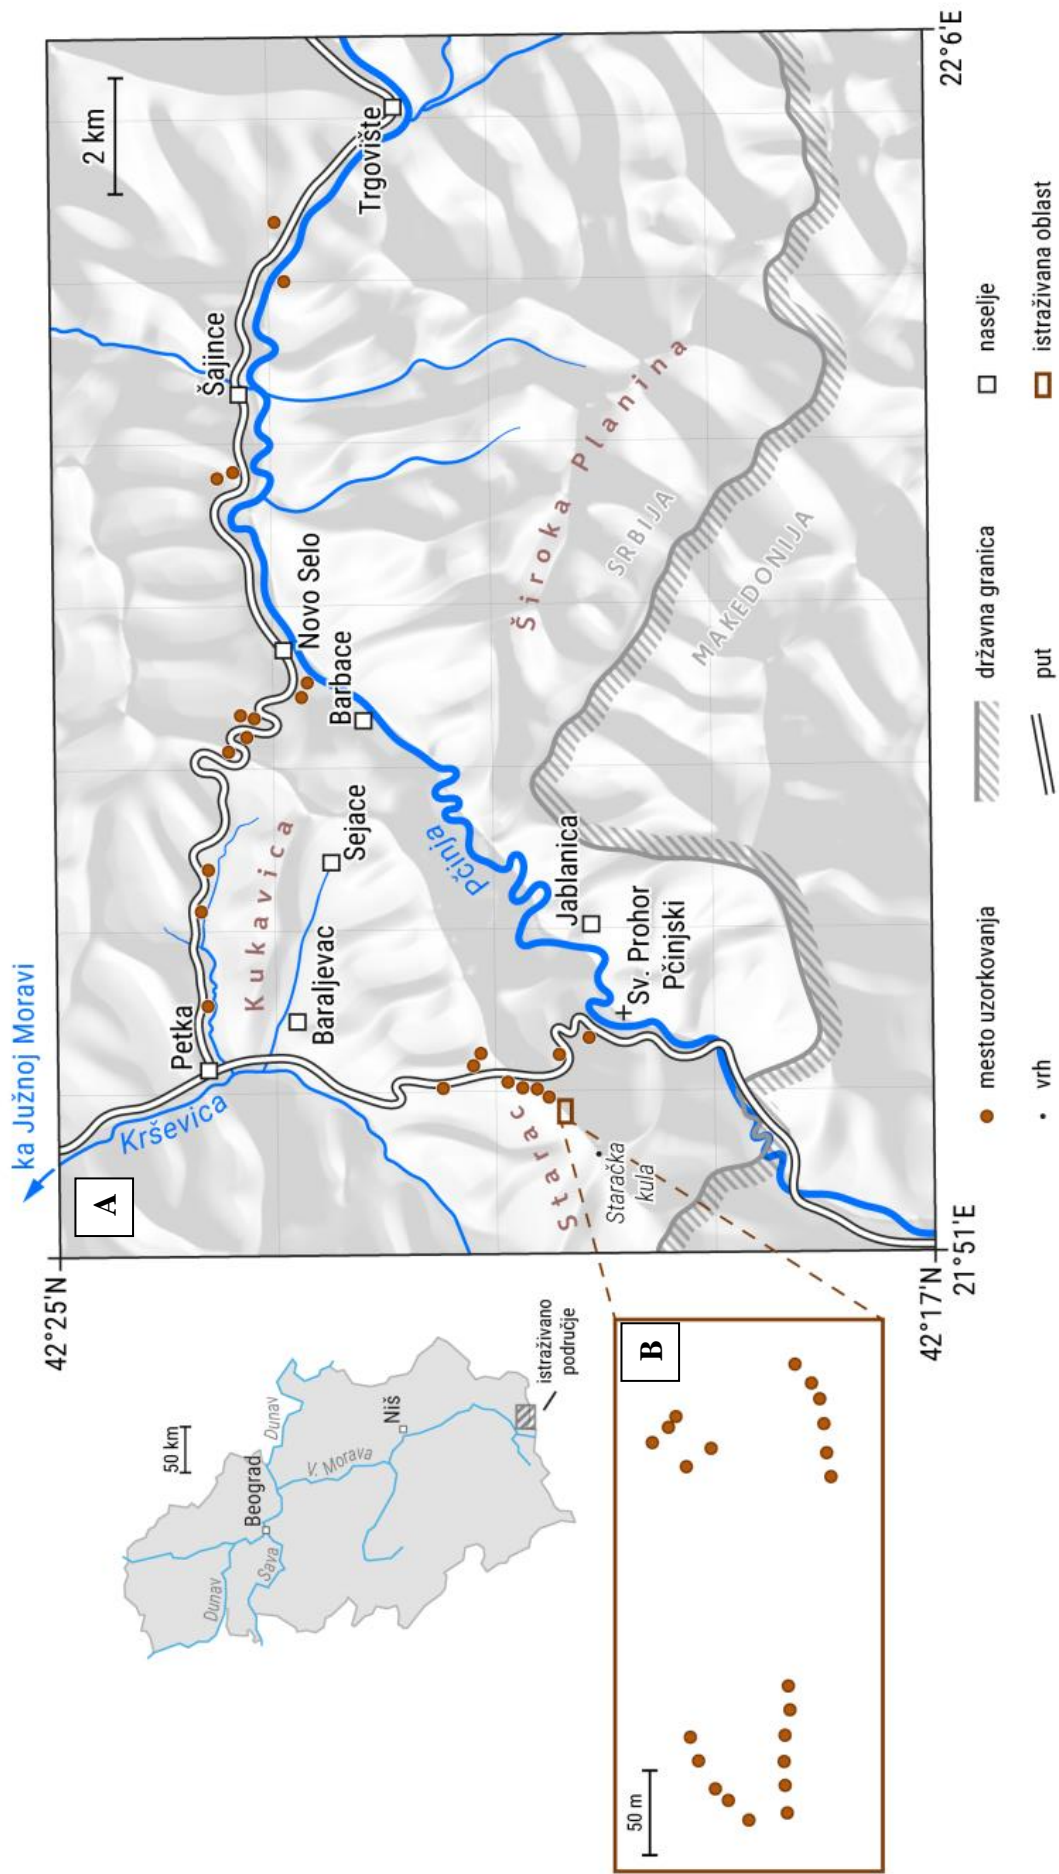 ka Južnoj Moravi
42°25'N
A
2 km
Petka
Krševica
Kukavica
Baraljevac
Sejace
Šajince
Trgovište
Novo Selo
Barbace
Pčinja
Široka Planina
SRBIJA
MAKEDONIJA
Jablanica
Sv. Prohor
Pčinjski
Starac
Staračka
kula
42°17'N
21°51'E
22°6'E
50 km
Beograd
Dunav
Dunav
Sava
V. Morava
Niš
istraživano
područje
B
50 m
mesto uzorkovanja
državna granica
naselje
vrh
put
istraživana oblast